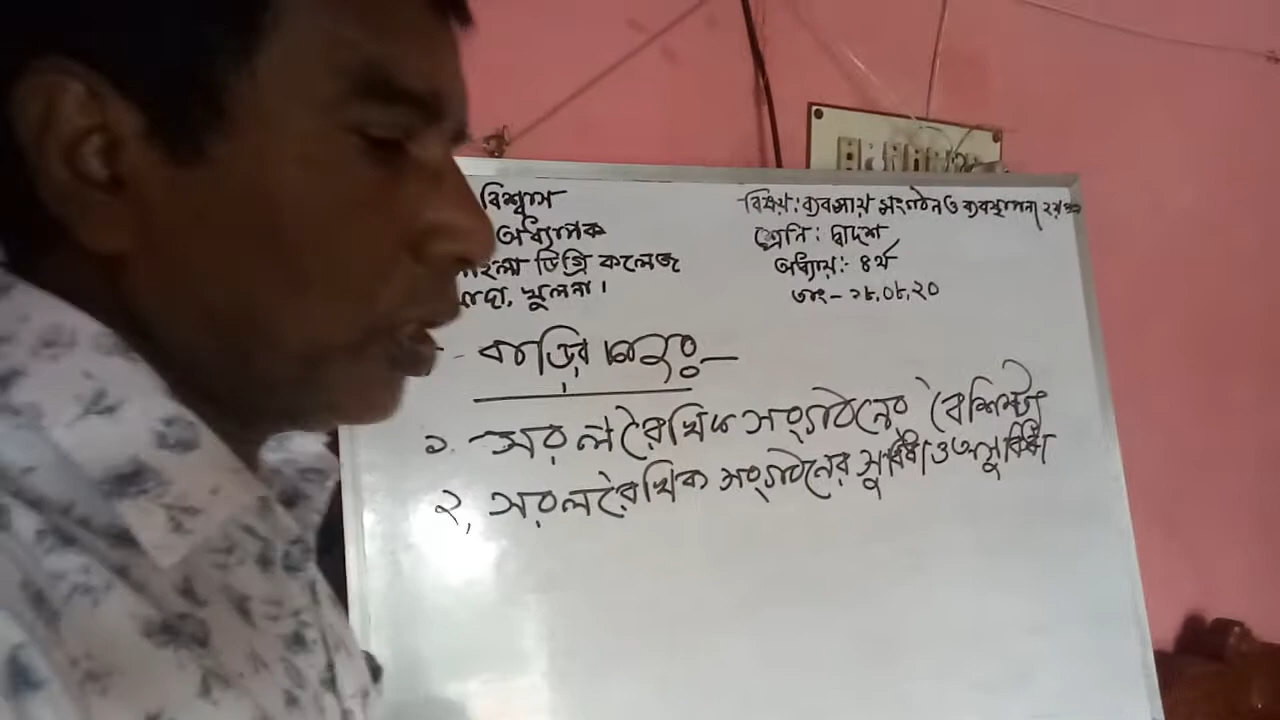 বিশ্বাস
অধ্যাপক
ডিগ্রি কলেজ
খুলনা।
বিষয়: ব্যবসায় সংগঠন ও ব্যবস্থাপনা ২য়
শ্রেনি: দ্বাদশ
অধ্যায়:- ৪র্থ
তাং- ২৮.০৮.২০
বাড়ির
১. সরলরৈখিক সংগঠনের বৈশিষ্ট্য
২, সরলরৈখিক সংগঠনের সুবিধা ও অসুবিধা